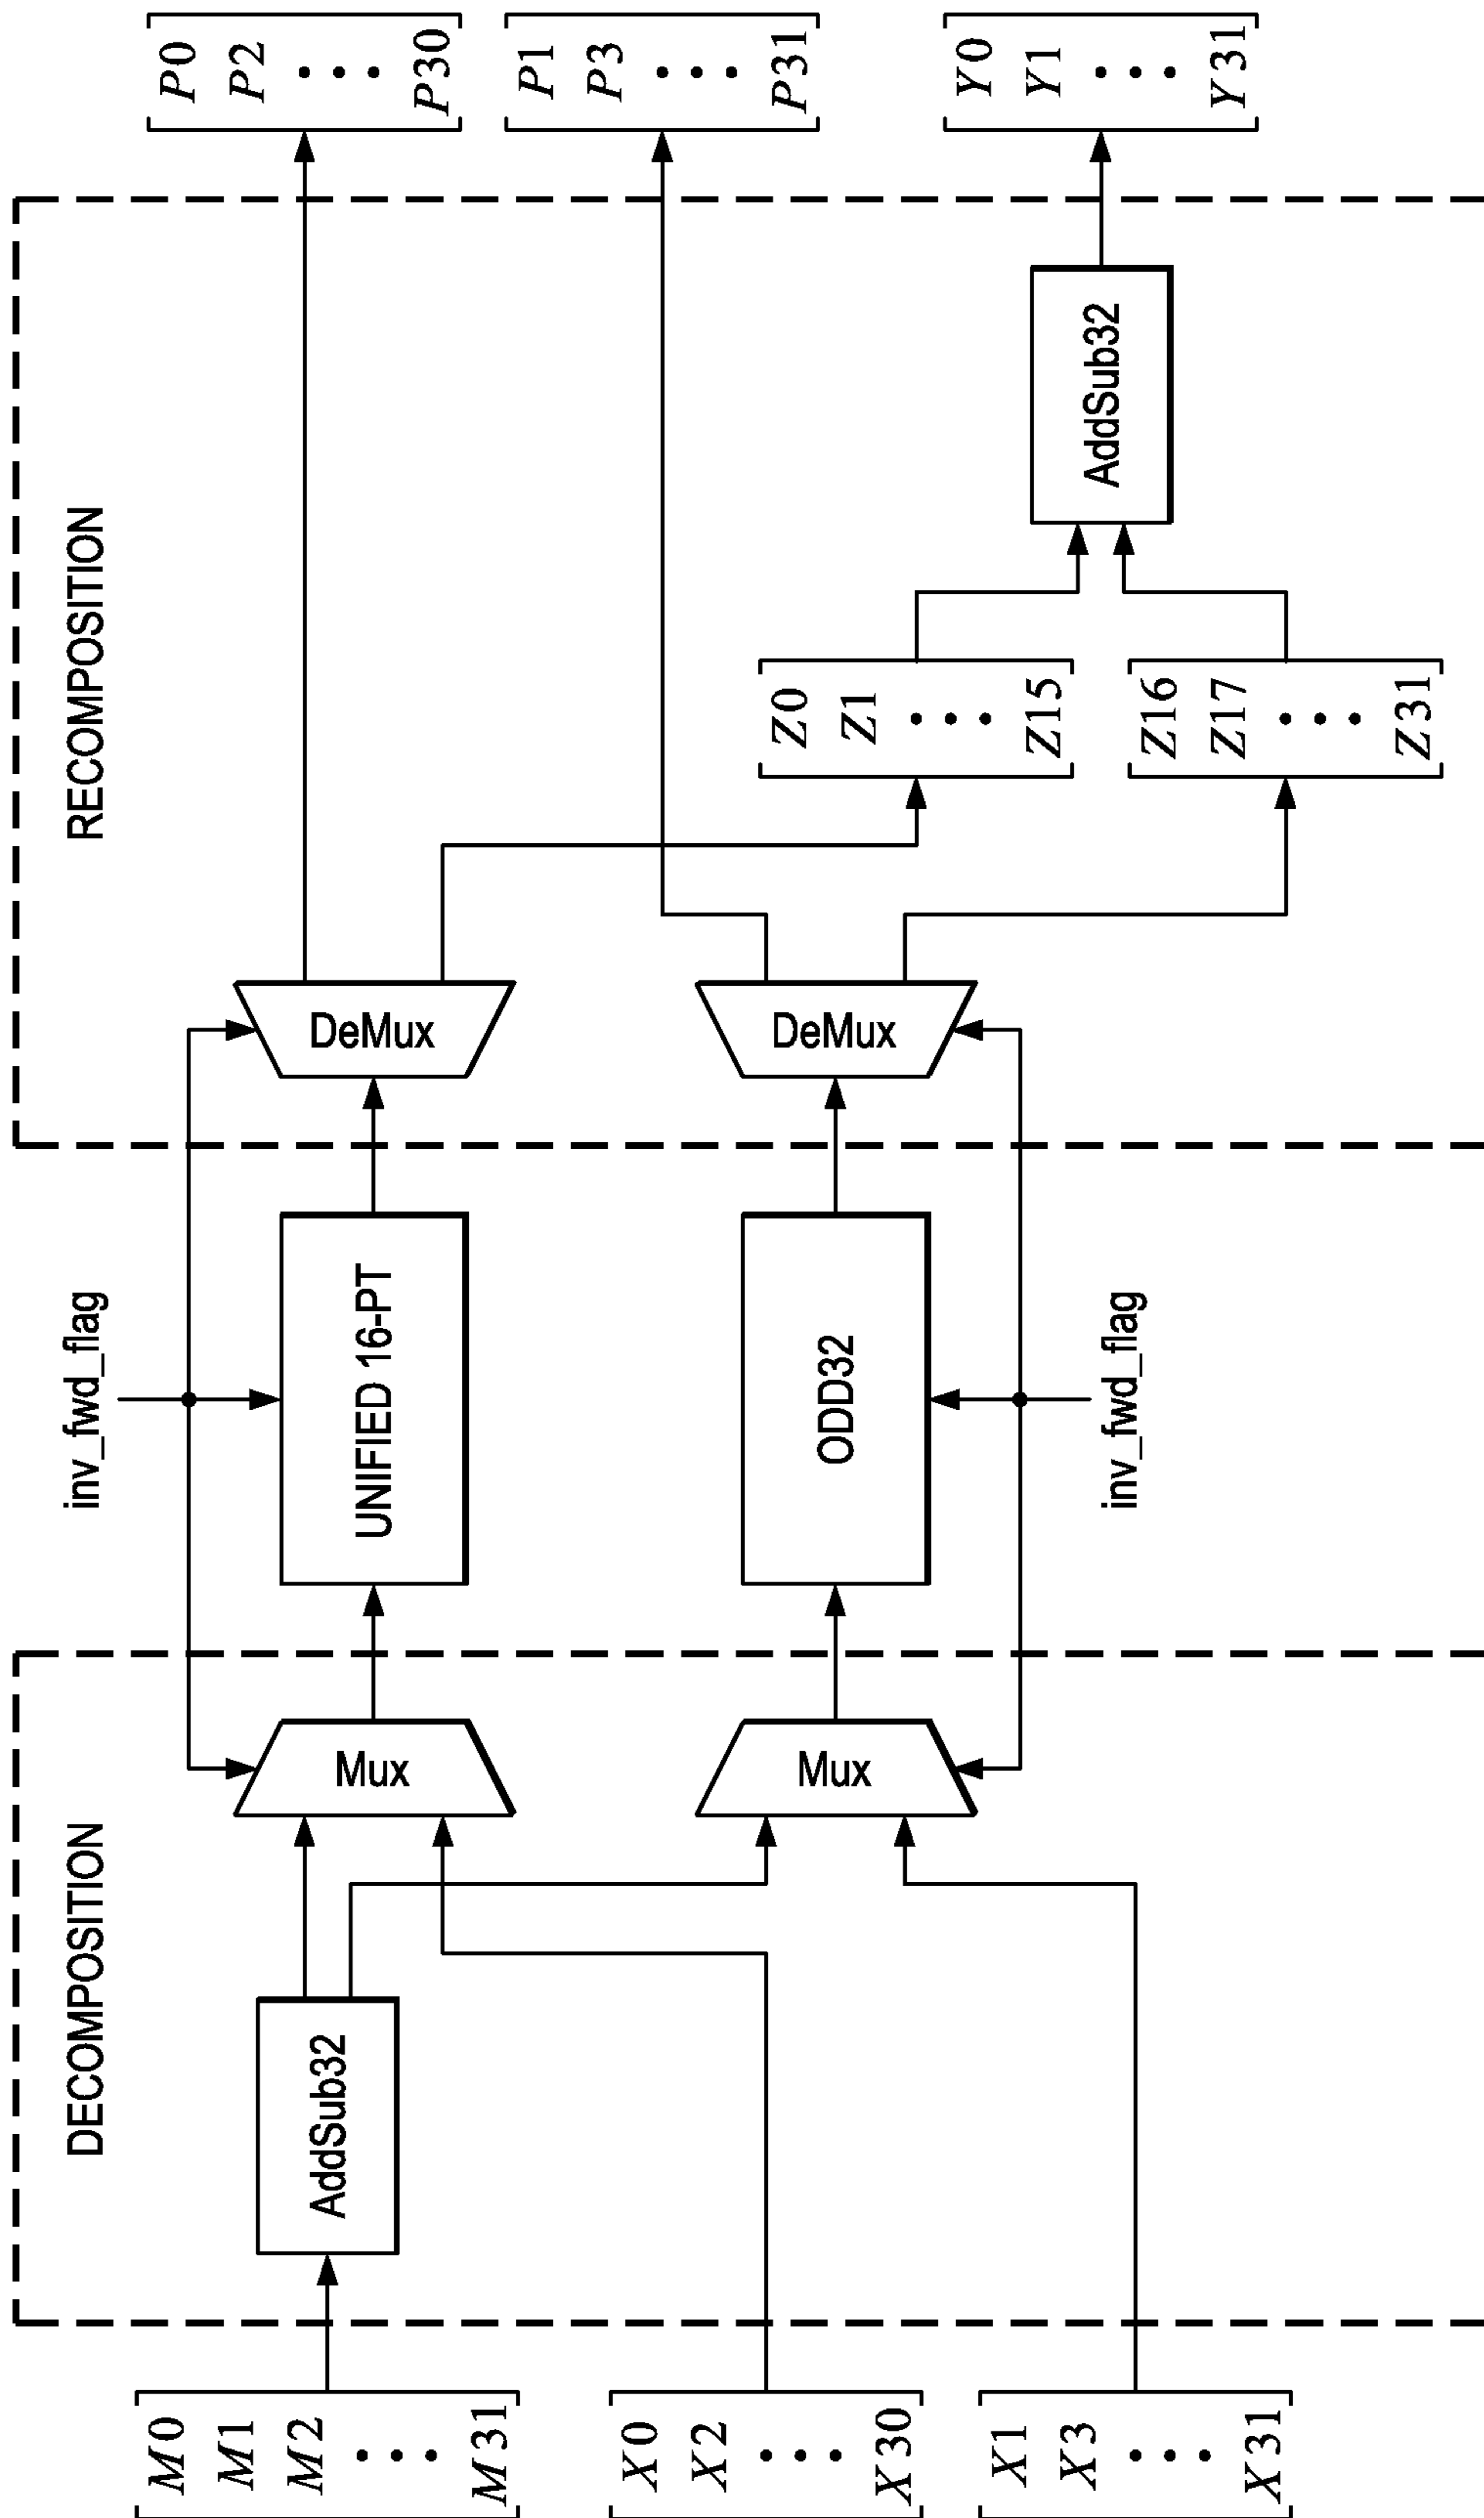 DECOMPOSITION
RECOMPOSITION
inv_fwd_flag
M0
M1
M2
M31
AddSub32
Mux
UNIFIED 16-PT
DeMux
P0
P2
P30
P1
P3
P31
X0
X2
X30
Mux
ODD32
DeMux
Z0
Z1
Z15
AddSub32
Y0
Y1
Y31
X1
X3
X31
inv_fwd_flag
Z16
Z17
Z31